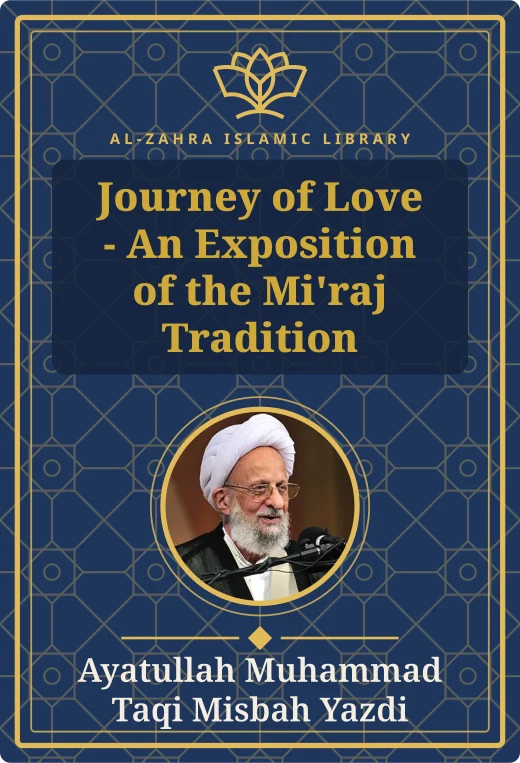 AL-ZAHRA ISLAMIC LIBRARY
Journey of Love
- An Exposition
of the Mi'raj
Tradition
Ayatullah Muhammad
Taqi Misbah Yazdi